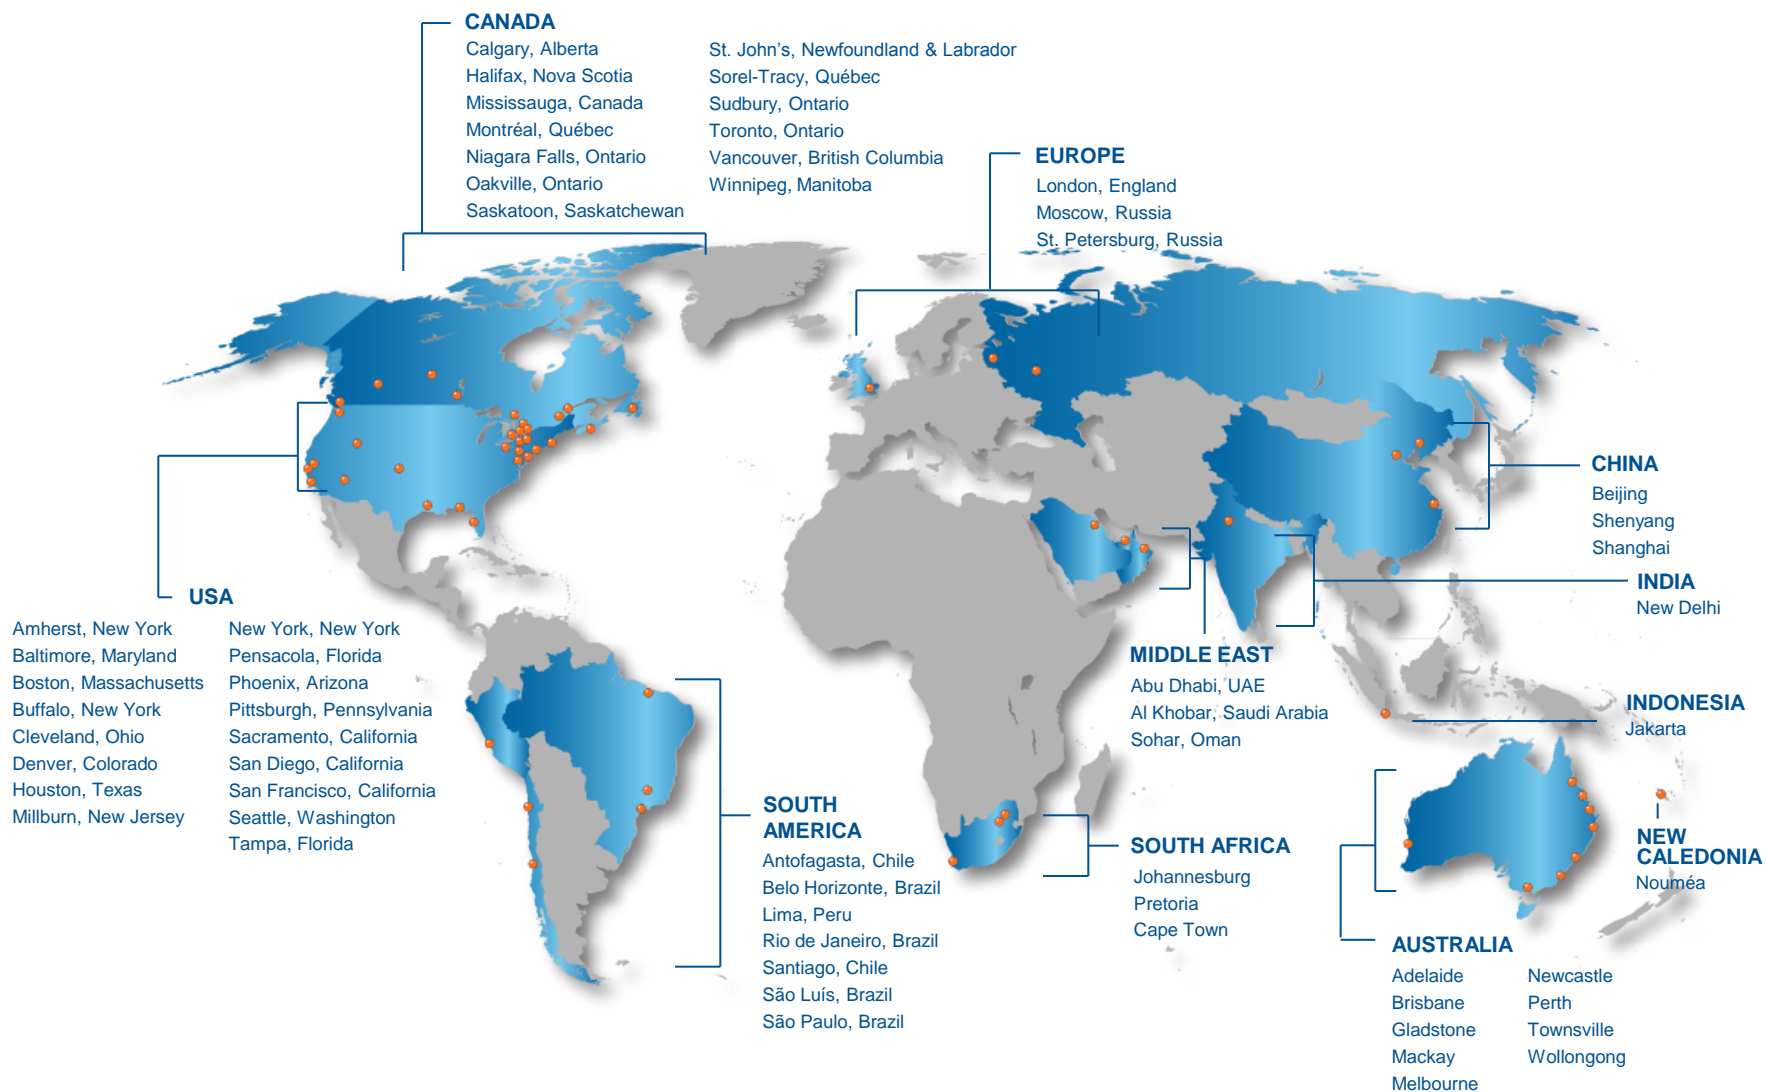 CANADA
Calgary, Alberta
Halifax, Nova Scotia
Mississauga, Canada
Montréal, Québec
Niagara Falls, Ontario
Oakville, Ontario
Saskatoon, Saskatchewan
St. John's, Newfoundland & Labrador
Sorel-Tracy, Québec
Sudbury, Ontario
Toronto, Ontario
Vancouver, British Columbia
Winnipeg, Manitoba
EUROPE
London, England
Moscow, Russia
St. Petersburg, Russia
CHINA
Beijing
Shenyang
Shanghai
INDIA
New Delhi
USA
Amherst, New York
Baltimore, Maryland
Boston, Massachusetts
Buffalo, New York
Cleveland, Ohio
Denver, Colorado
Houston, Texas
Millburn, New Jersey
New York, New York
Pensacola, Florida
Phoenix, Arizona
Pittsburgh, Pennsylvania
Sacramento, California
San Diego, California
San Francisco, California
Seattle, Washington
Tampa, Florida
MIDDLE EAST
Abu Dhabi, UAE
Al Khobar, Saudi Arabia
Sohar, Oman
INDONESIA
Jakarta
SOUTH
AMERICA
Antofagasta, Chile
Belo Horizonte, Brazil
Lima, Peru
Rio de Janeiro, Brazil
Santiago, Chile
São Luís, Brazil
São Paulo, Brazil
SOUTH AFRICA
Johannesburg
Pretoria
Cape Town
NEW
CALEDONIA
Nouméa
AUSTRALIA
Adelaide
Brisbane
Gladstone
Mackay
Melbourne
Newcastle
Perth
Townsville
Wollongong